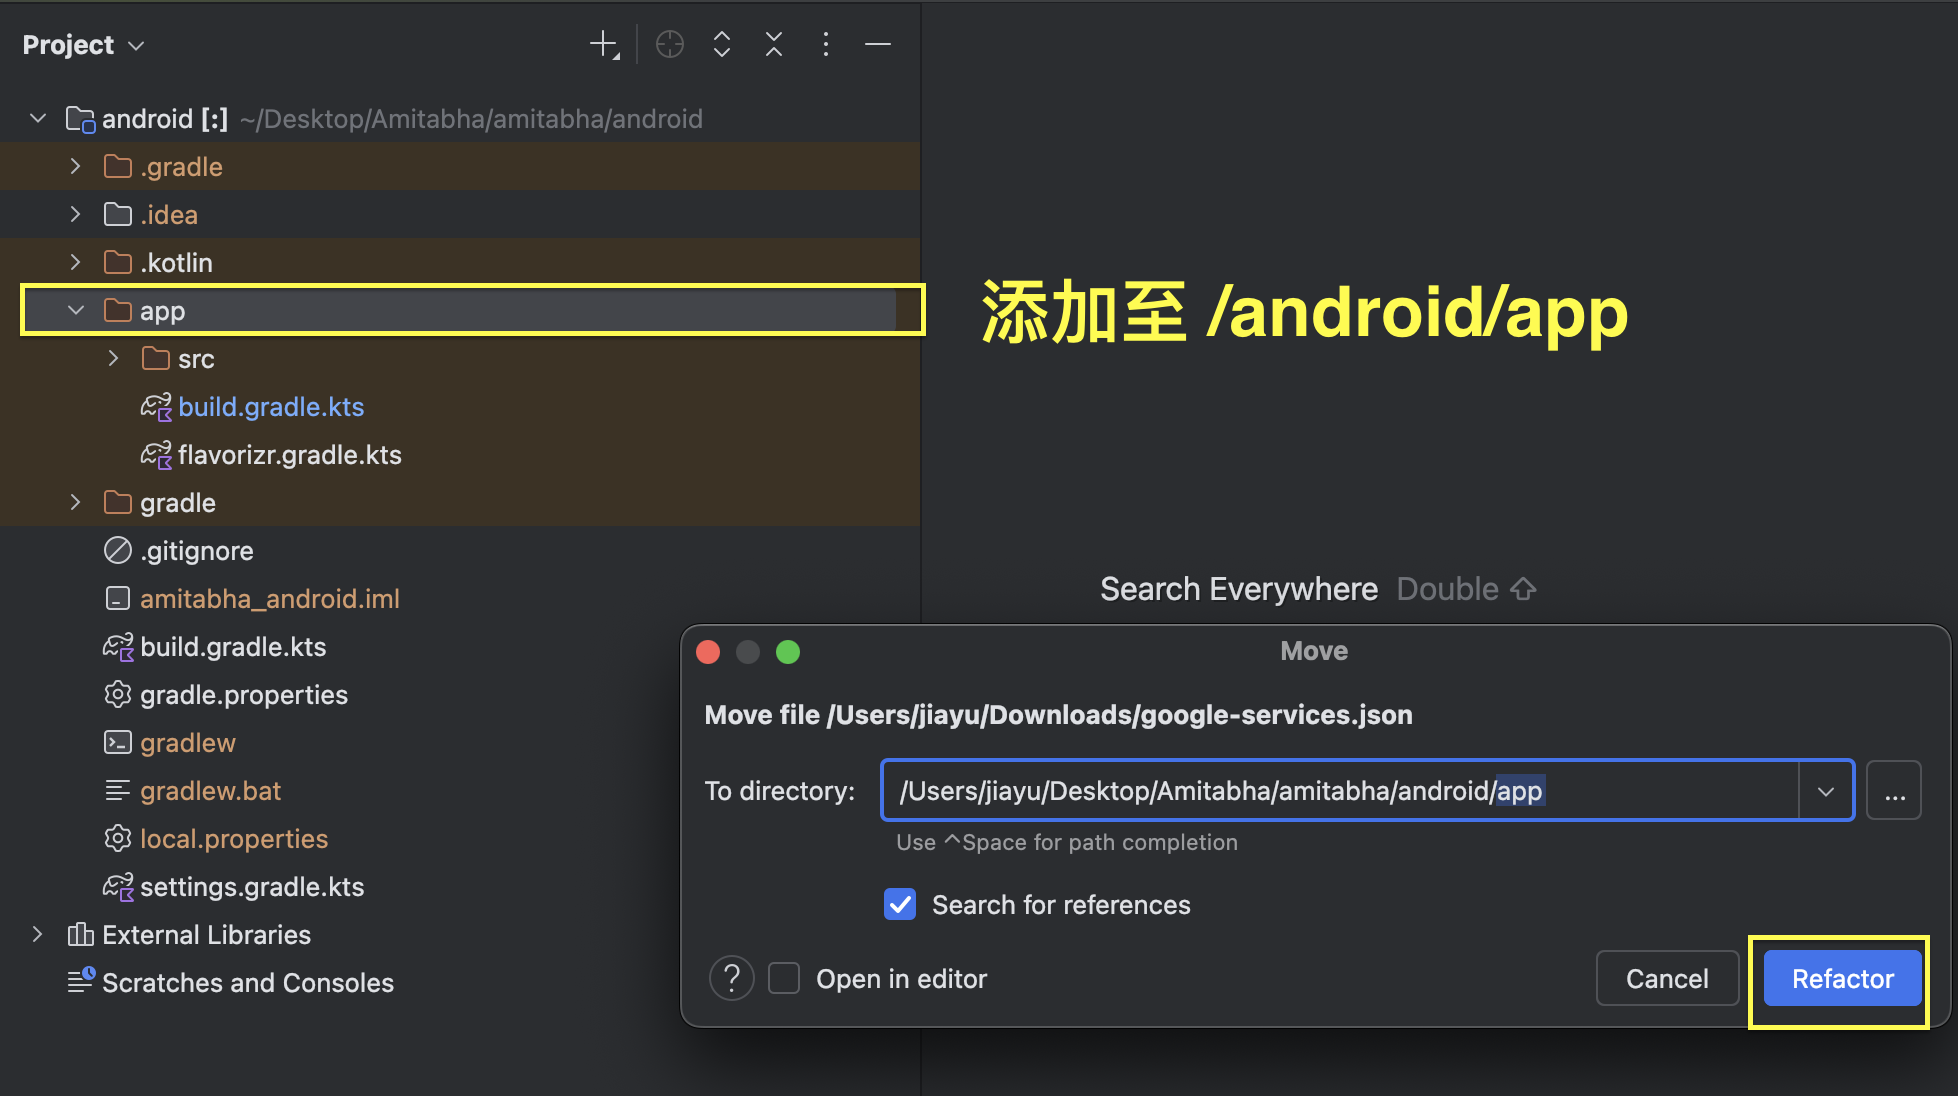 Project
android [:] ~/Desktop/Amitabha/amitabha/android
.gradle
.idea
.kotlin
app
src
build.gradle.kts
flavorizr.gradle.kts
gradle
.gitignore
amitabha_android.iml
build.gradle.kts
gradle.properties
gradlew
gradlew.bat
local.properties
settings.gradle.kts
External Libraries
Scratches and Consoles
添加至 /android/app
Search Everywhere Double ⇧
Move
Move file /Users/jiayu/Downloads/google-services.json
To directory: /Users/jiayu/Desktop/Amitabha/amitabha/android/app ...
Use ^Space for path completion
Search for references
? Open in editor Cancel Refactor